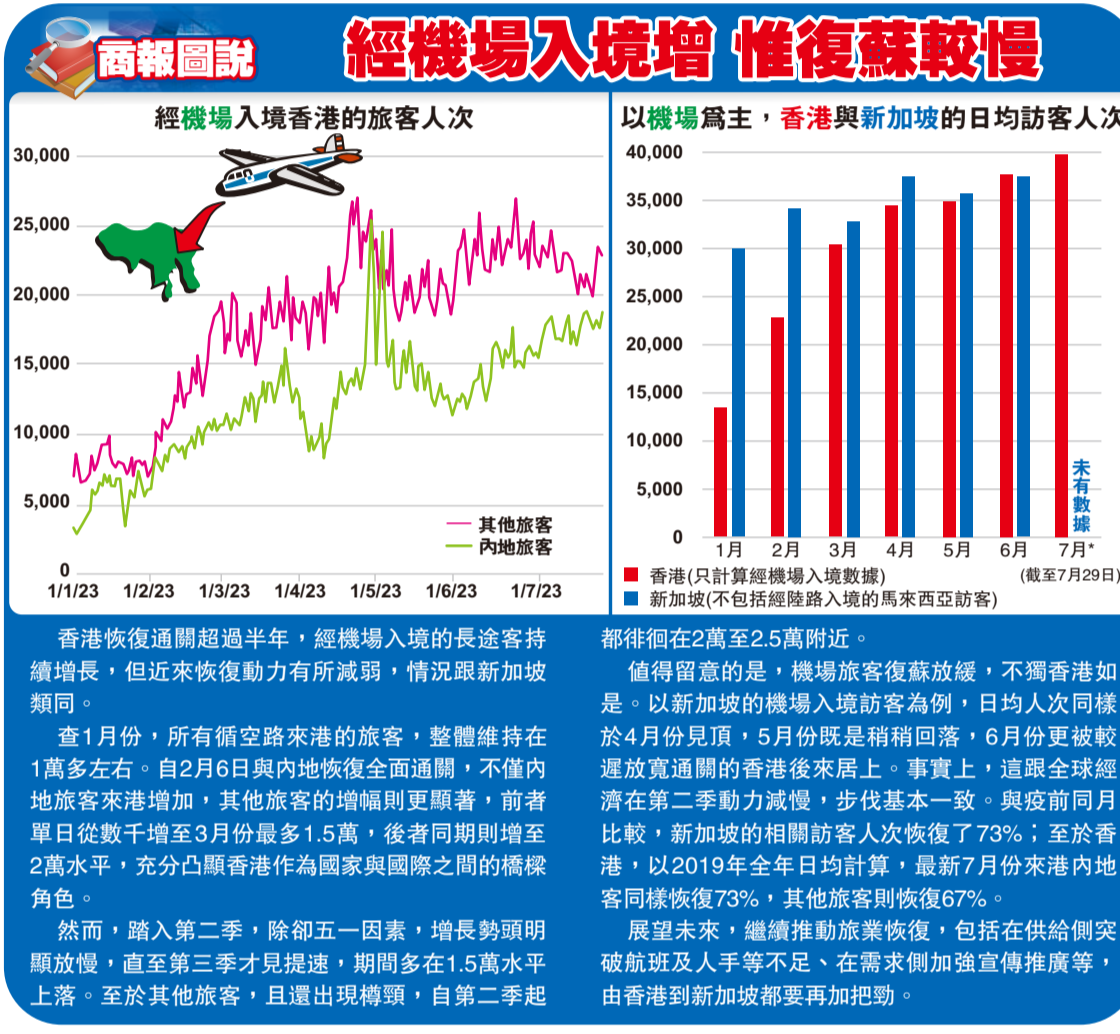 商報圖說
經機場入境增 惟復蘇較慢
經機場入境香港的旅客人次
30,000
25,000
20,000
15,000
10,000
5,000
0
1/1/23
1/2/23
1/3/23
1/4/23
1/5/23
1/6/23
1/7/23
其他旅客
內地旅客
以機場爲主，香港與新加坡的日均訪客人次
40,000
35,000
30,000
25,000
20,000
15,000
10,000
5,000
0
未有數據
1月
2月
3月
4月
5月
6月
7月*
香港(只計算經機場入境數據)
(截至7月29日)
新加坡(不包括經陸路入境的馬來西亞訪客)
香港恢復通關超過半年，經機場入境的長途客持
續增長，但近來恢復動力有所減弱，情況跟新加坡
類同。
查1月份，所有循空路來港的旅客，整體維持在
1萬多左右。自2月6日與內地恢復全面通關，不僅內
地旅客來港增加，其他旅客的增幅則更顯著，前者
單日從數千增至3月份最多1.5萬，後者同期則增至
2萬水平，充分凸顯香港作為國家與國際之間的橋樑
角色。
然而，踏入第二季，除卻五一因素，增長勢頭明
顯放慢，直至第三季才見提速，期間多在1.5萬水平
上落。至於其他旅客，且還出現樽頸，自第二季起
都徘徊在2萬至2.5萬附近。
值得留意的是，機場旅客復蘇放緩，不獨香港如
是。以新加坡的機場入境訪客為例，日均人次同樣
於4月份見頂，5月份既是稍稍回落，6月份更被較
遲放寬通關的香港後來居上。事實上，這跟全球經
濟在第二季動力減慢，步伐基本一致。與疫前同月
比較，新加坡的相關訪客人次恢復了73%；至於香
港，以2019年全年日均計算，最新7月份來港內地
客同樣恢復73%，其他旅客則恢復67%。
展望未來，繼續推動旅業恢復，包括在供給側突
破航班及人手等不足、在需求側加強宣傳推廣等，
由香港到新加坡都要再加把勁。